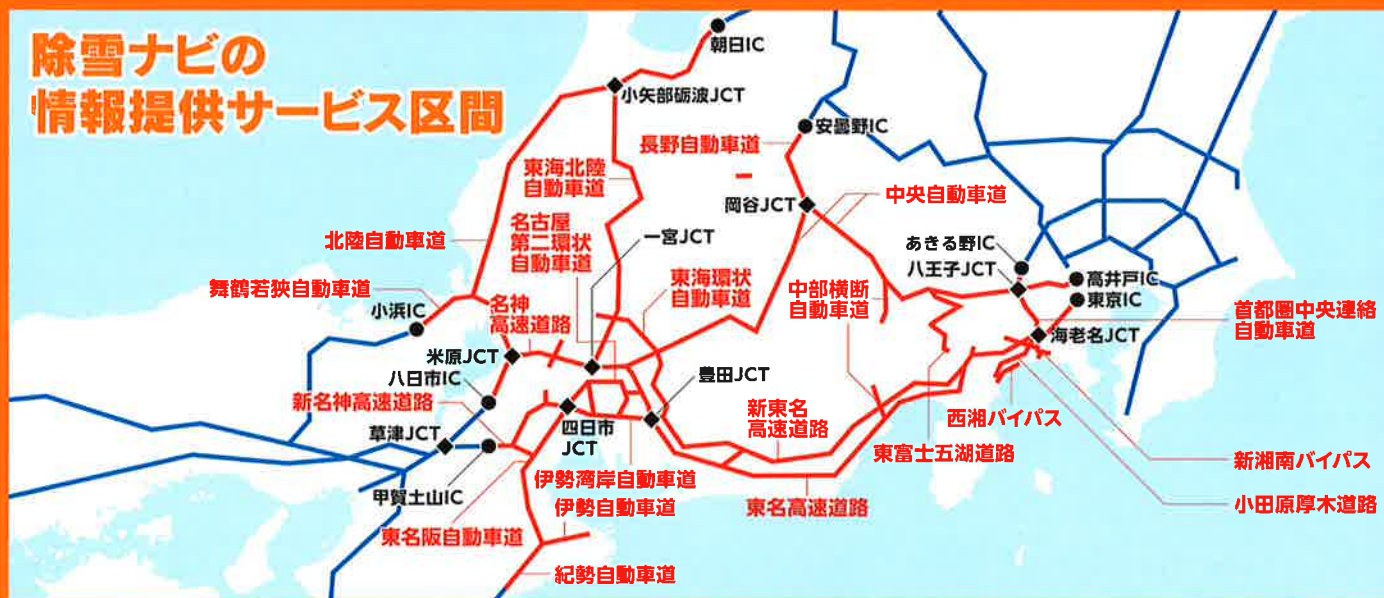 除雪ナビの
情報提供サービス区間
朝日IC
小矢部砺波JCT
安曇野IC
長野自動車道
東海北陸
自動車道
岡谷JCT
中央自動車道
北陸自動車道
名古屋
第二環状
自動車道
一宮JCT
あきる野IC
八王子JCT
高井戸IC
東京IC
舞鶴若狭自動車道
東海環状
自動車道
中部横断
自動車道
首都圏中央連絡
自動車道
小浜IC
名神
高速道路
海老名JCT
米原JCT
八日市IC
豊田JCT
新名神高速道路
新東名
高速道路
西湘バイパス
草津JCT
四日市
JCT
東富士五湖道路
新湘南バイパス
甲賀土山IC
伊勢湾岸自動車道
伊勢自動車道
東名高速道路
小田原厚木道路
東名阪自動車道
紀勢自動車道